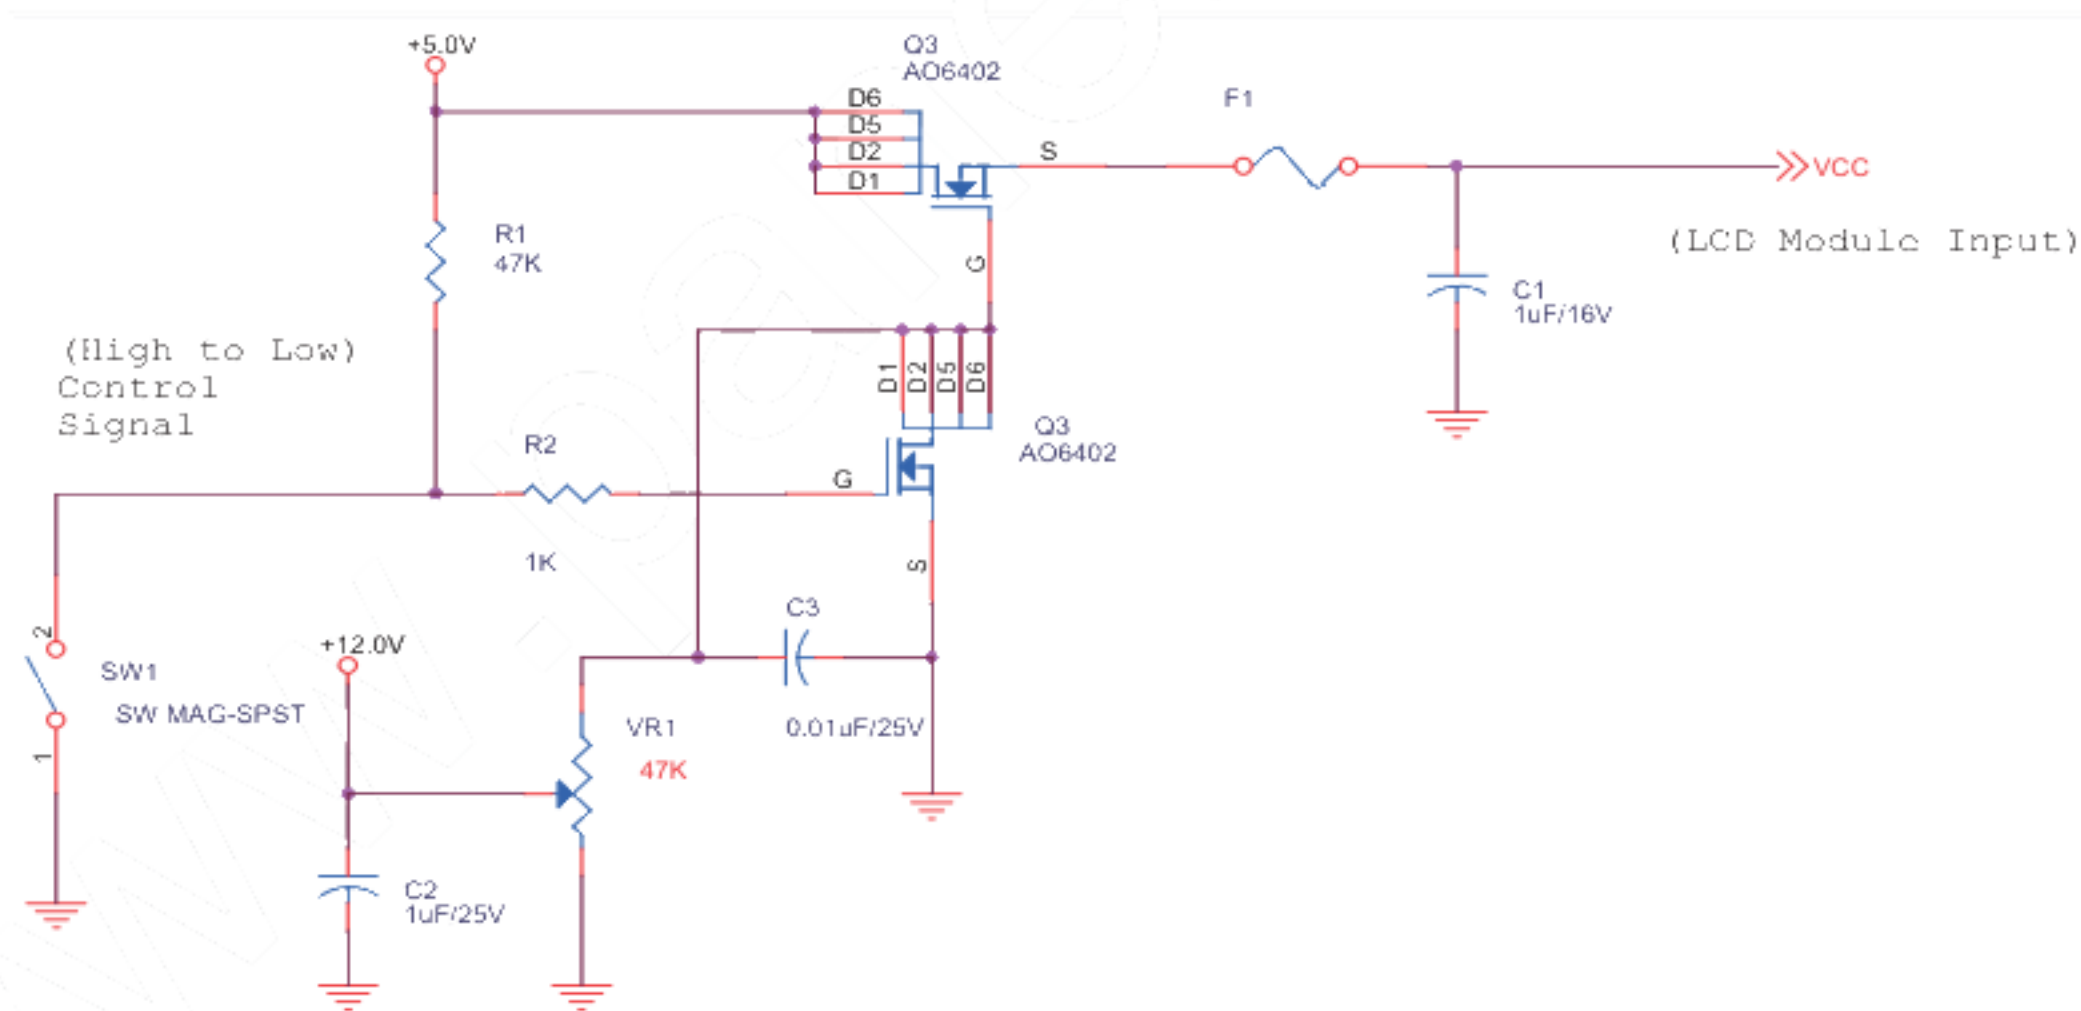 +5.0V
Q3
AO6402
D6
D5
D2
D1
S
G
F1
VCC
(LCD Module Input)
R1
47K
C1
1uF/16V
(High to Low)
Control
Signal
D1
D2
D5
D6
Q3
AO6402
R2
1K
G
S
2
1
SW1
SW MAG-SPST
+12.0V
C3
0.01uF/25V
VR1
47K
C2
1uF/25V